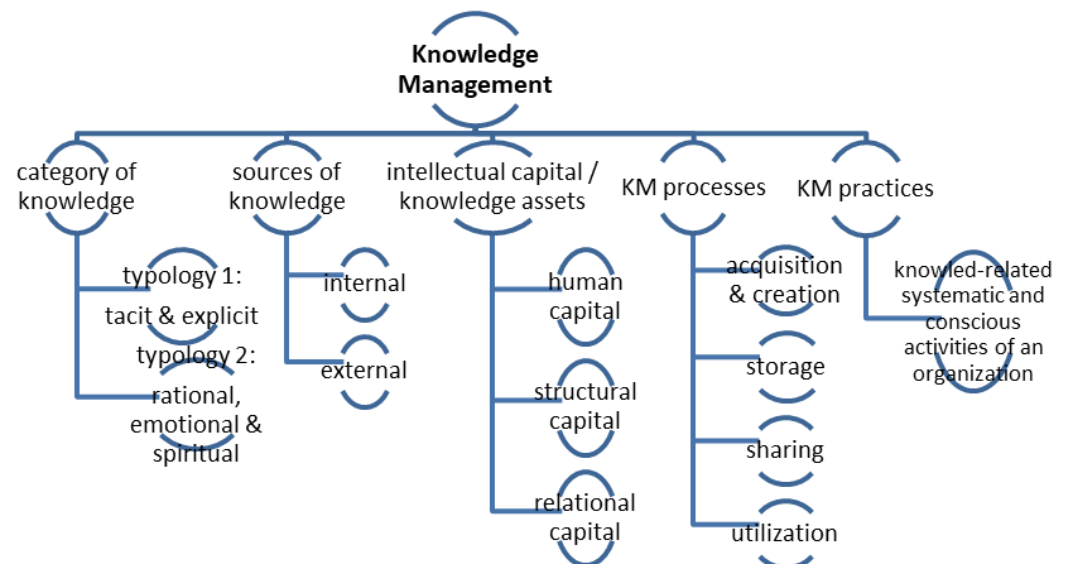 Knowledge
Management
category of
knowledge
typology 1:
tacit & explicit
typology 2:
rational,
emotional &
spiritual
sources of
knowledge
internal
external
intellectual capital /
knowledge assets
human
capital
structural
capital
relational
capital
KM processes
acquisition
& creation
storage
sharing
utilization
KM practices
knowled-related
systematic and
conscious
activities of an
organization